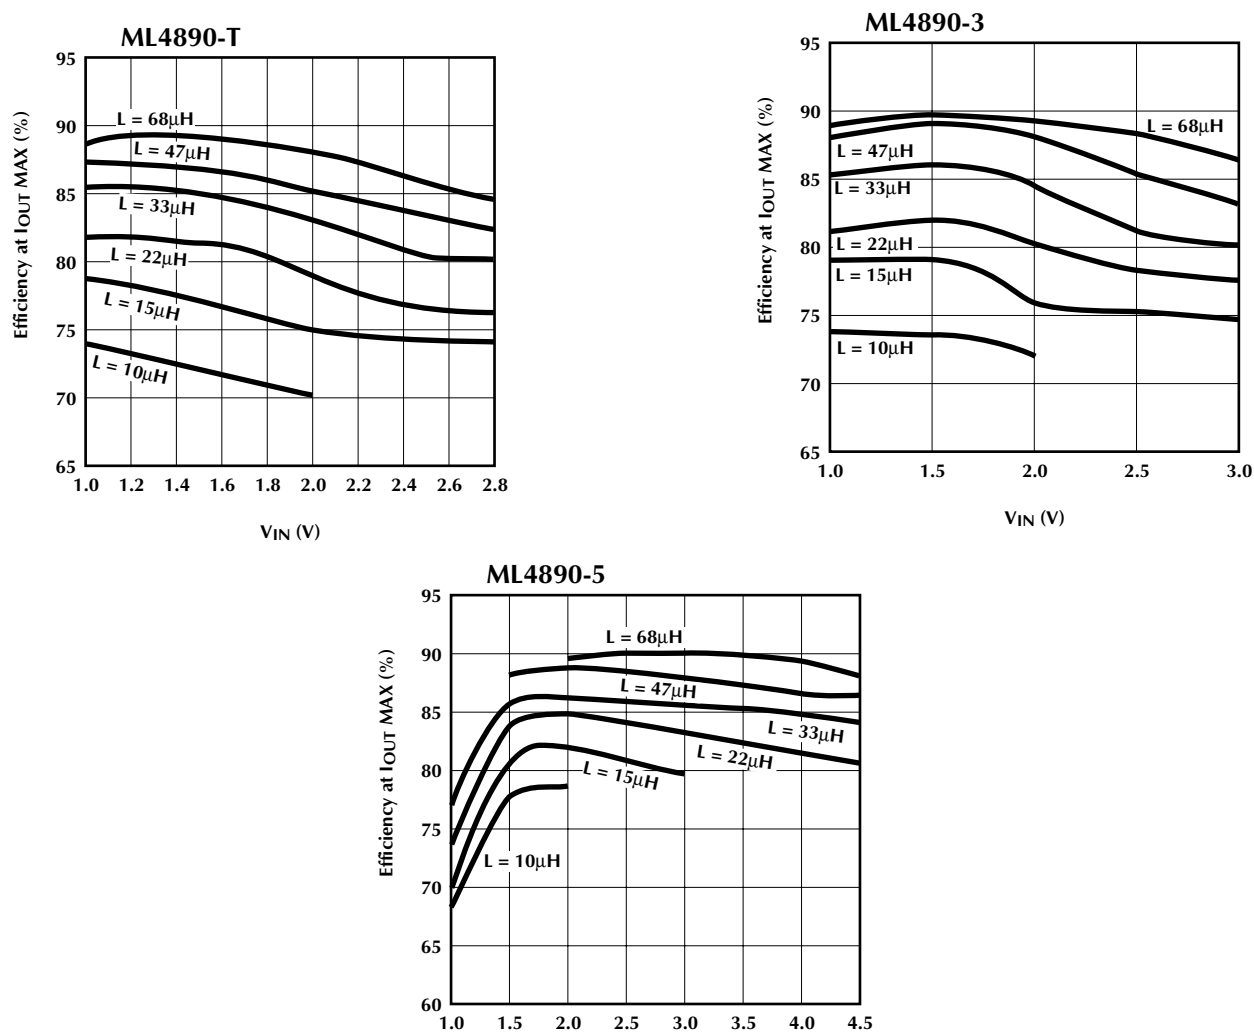 ML4890-T
95
90
85
80
75
70
65
Efficiency at IOUT MAX (%)
L = 68µH
L = 47µH
L = 33µH
L = 22µH
L = 15µH
L = 10µH
1.0 1.2 1.4 1.6 1.8 2.0 2.2 2.4 2.6 2.8
VIN (V)
ML4890-3
95
90
85
80
75
70
65
Efficiency at IOUT MAX (%)
L = 68µH
L = 47µH
L = 33µH
L = 22µH
L = 15µH
L = 10µH
1.0 1.5 2.0 2.5 3.0
VIN (V)
ML4890-5
95
90
85
80
75
70
65
60
Efficiency at IOUT MAX (%)
L = 68µH
L = 47µH
L = 33µH
L = 22µH
L = 15µH
L = 10µH
1.0 1.5 2.0 2.5 3.0 3.5 4.0 4.5